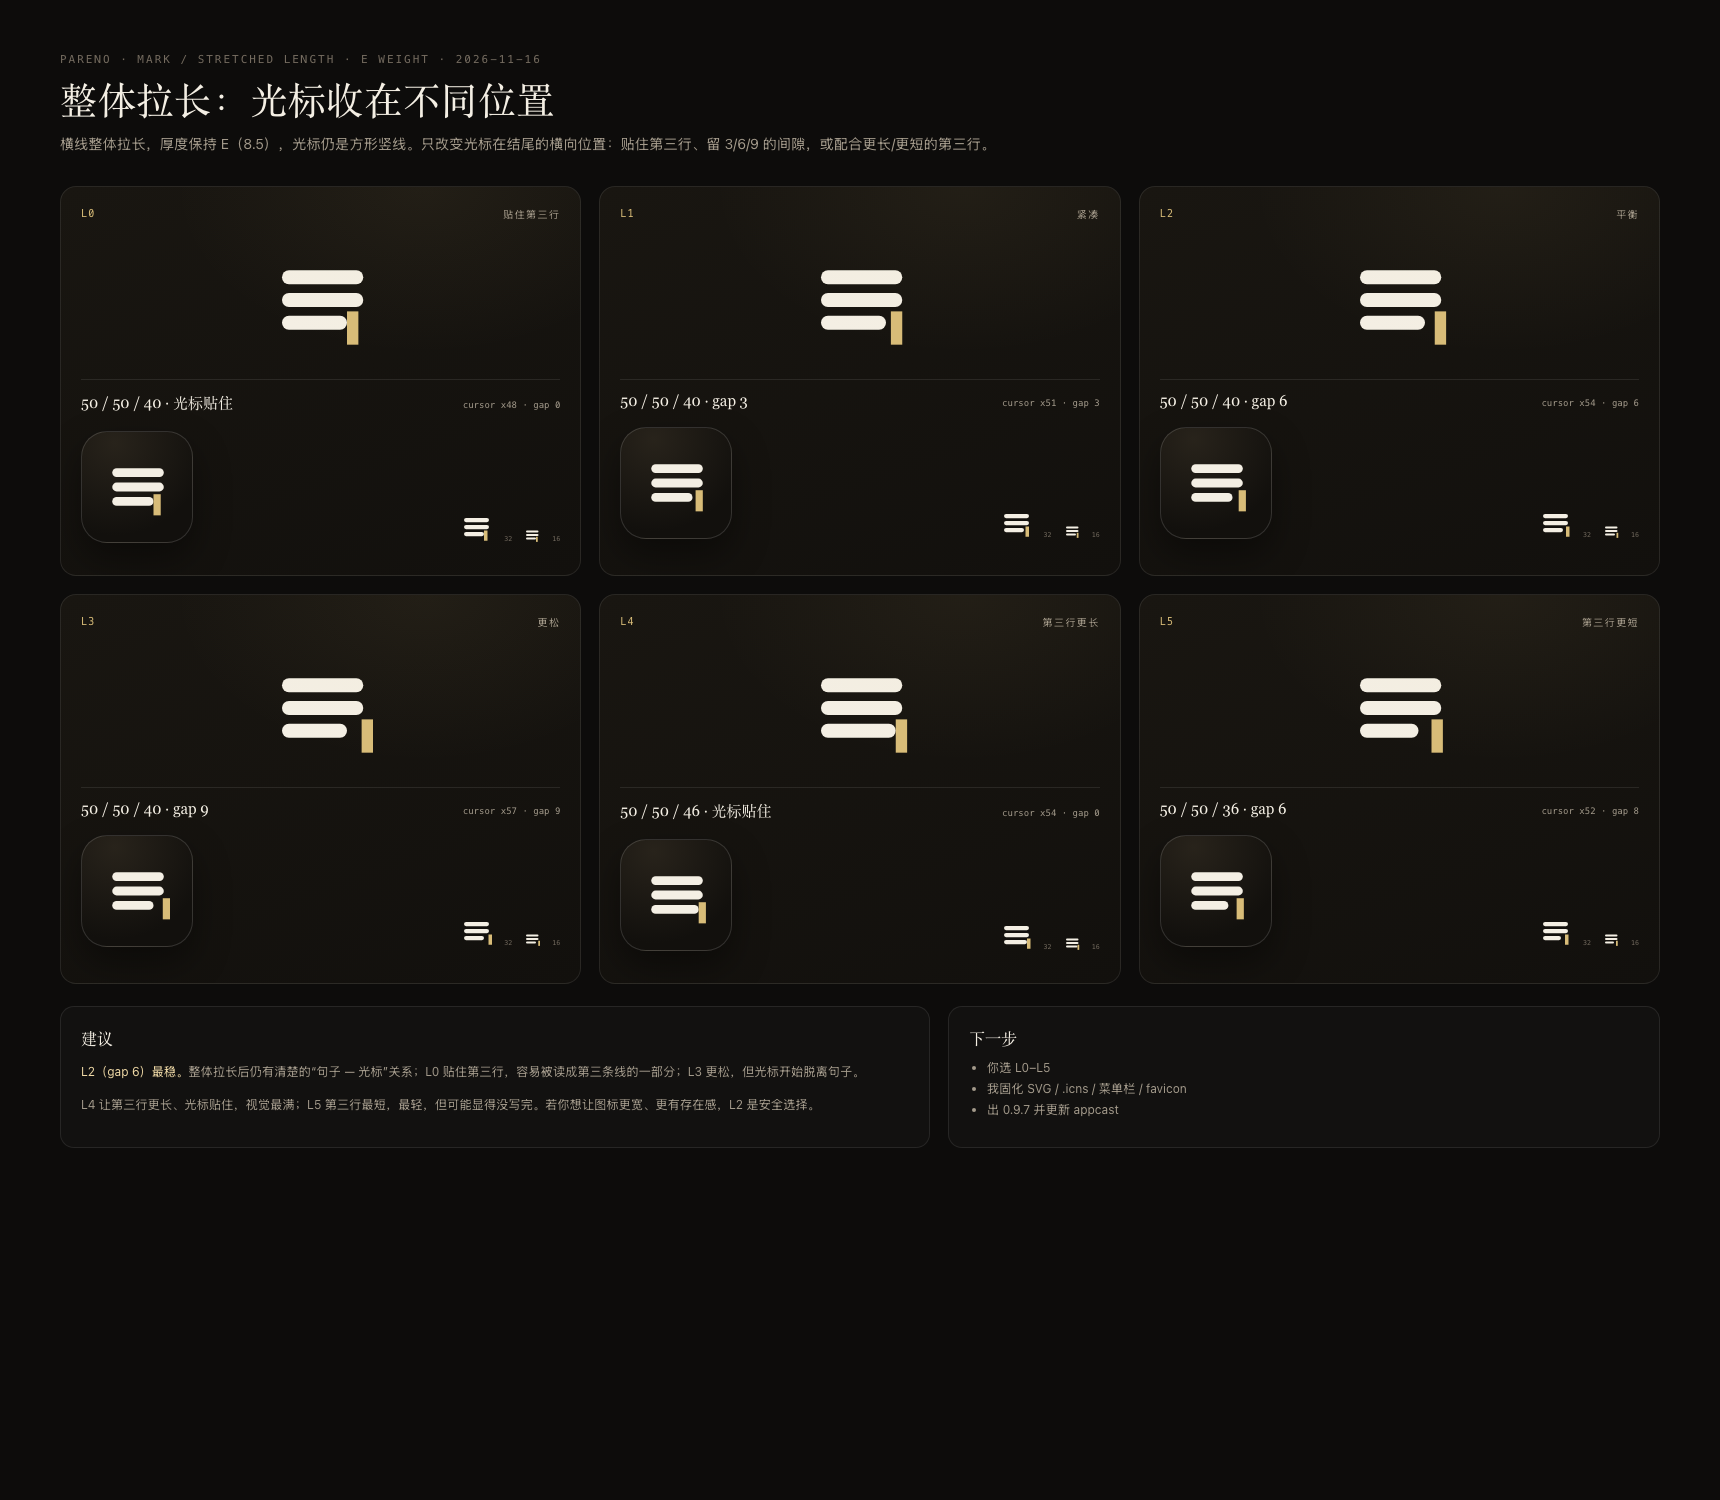 PARENO · MARK / STRETCHED LENGTH · E WEIGHT · 2026-11-16
整体拉长：光标收在不同位置
横线整体拉长，厚度保持 E（8.5），光标仍是方形竖线。只改变光标在结尾的横向位置：贴住第三行、留 3/6/9 的间隙，或配合更长/更短的第三行。
L0 贴住第三行
50 / 50 / 40 · 光标贴住 cursor x48 · gap 0
32 16
L1 紧凑
50 / 50 / 40 · gap 3 cursor x51 · gap 3
32 16
L2 平衡
50 / 50 / 40 · gap 6 cursor x54 · gap 6
32 16
L3 更松
50 / 50 / 40 · gap 9 cursor x57 · gap 9
32 16
L4 第三行更长
50 / 50 / 46 · 光标贴住 cursor x54 · gap 0
32 16
L5 第三行更短
50 / 50 / 36 · gap 6 cursor x52 · gap 8
32 16
建议
L2（gap 6）最稳。整体拉长后仍有清楚的“句子 — 光标”关系；L0 贴住第三行，容易被读成第三条线的一部分；L3 更松，但光标开始脱离句子。
L4 让第三行更长、光标贴住，视觉最满；L5 第三行最短，最轻，但可能显得没写完。若你想让图标更宽、更有存在感，L2 是安全选择。
下一步
• 你选 L0–L5
• 我固化 SVG / .icns / 菜单栏 / favicon
• 出 0.9.7 并更新 appcast